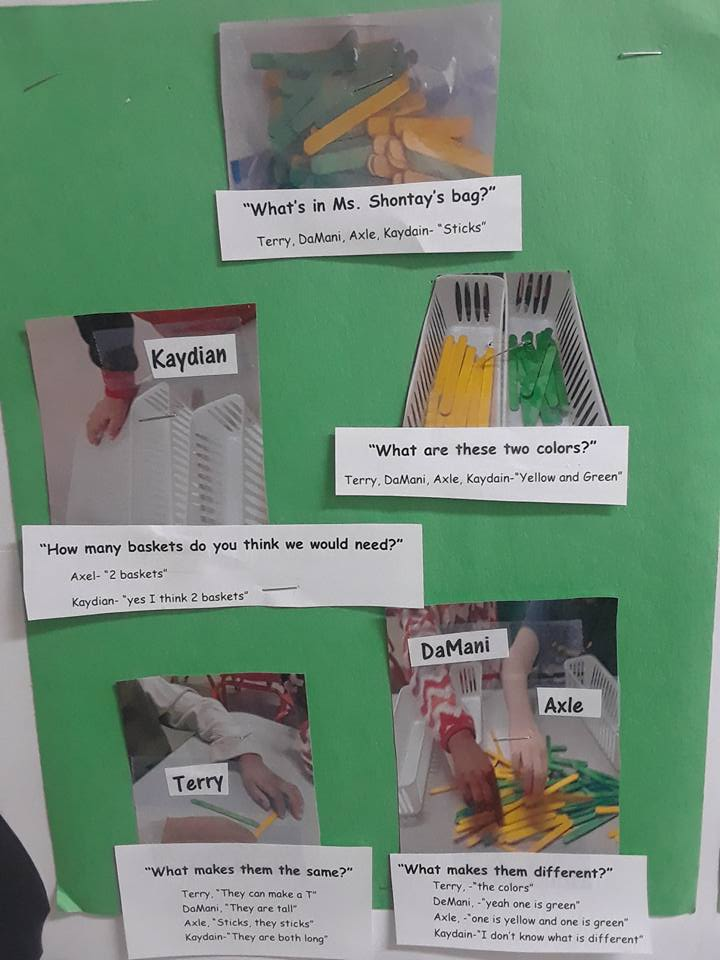 "What's in Ms. Shontay's bag?"
Terry, DaMani, Axle, Kaydain- "Sticks"
Kaydian
"What are these two colors?"
Terry, DaMani, Axle, Kaydain-"Yellow and Green"
"How many baskets do you think we would need?"
Axel- "2 baskets"
Kaydian- "yes I think 2 baskets"
DaMani
Axle
Terry
"What makes them the same?"
Terry, "They can make a T"
DaMani, "They are tall"
Axle, "Sticks, they sticks"
Kaydain-"They are both long"
"What makes them different?"
Terry, -"the colors"
DeMani, -"yeah one is green"
Axle, -"one is yellow and one is green"
Kaydain-"I don't know what is different"